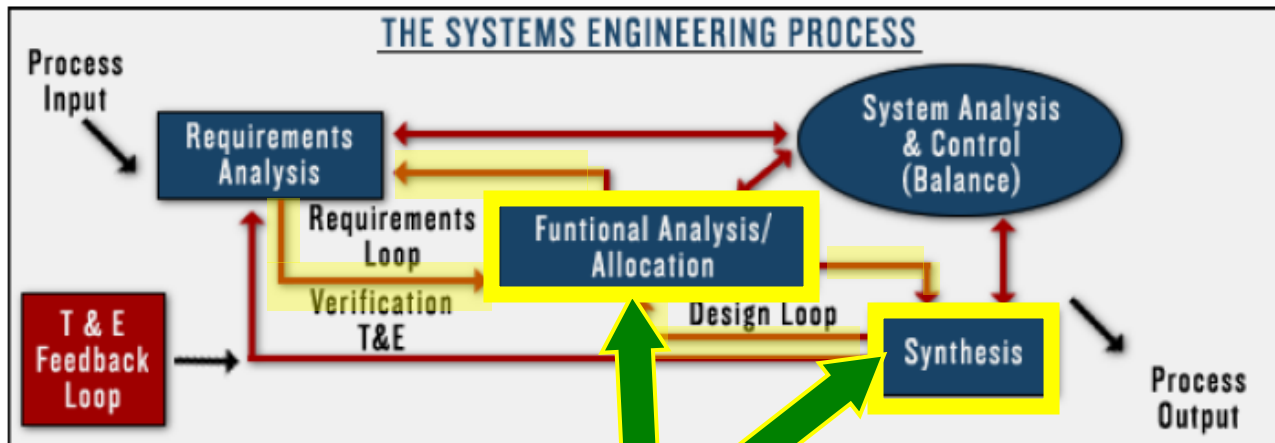 THE SYSTEMS ENGINEERING PROCESS
Process
Input
Requirements
Analysis
System Analysis
& Control
(Balance)
Requirements
Loop
Funtional Analysis/
Allocation
Verification
T&E
Design Loop
T & E
Feedback
Loop
Synthesis
Process
Output